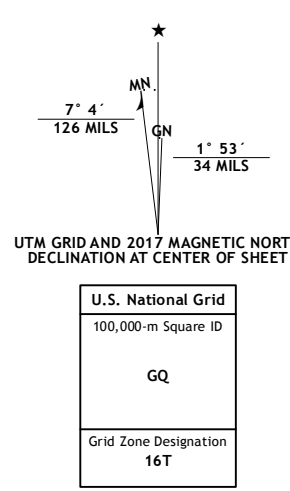 ★
MN.
7° 4´
126 MILS
GN
1° 53´
34 MILS
UTM GRID AND 2017 MAGNETIC NORT
DECLINATION AT CENTER OF SHEET
U.S. National Grid
100,000-m Square ID
GQ
Grid Zone Designation
16T